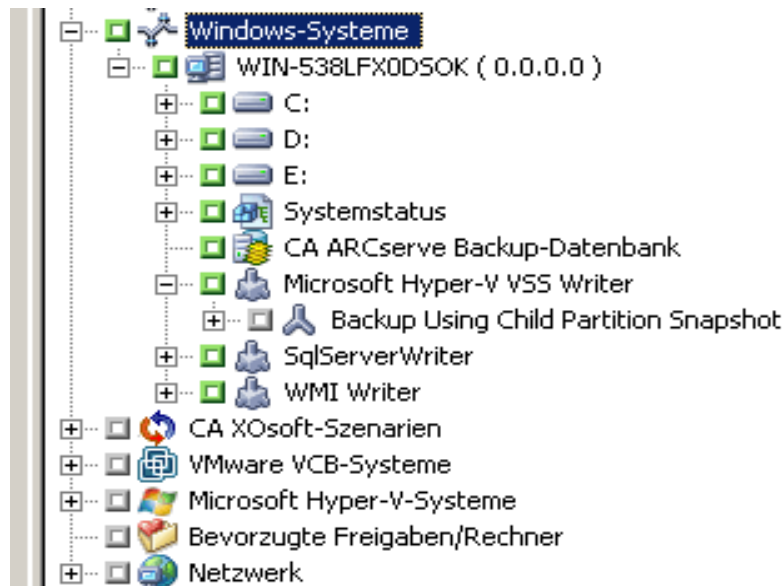 Windows-Systeme
WIN-538LFX0DSOK ( 0.0.0.0 )
C:
D:
E:
Systemstatus
CA ARCserve Backup-Datenbank
Microsoft Hyper-V VSS Writer
Backup Using Child Partition Snapshot
SqlServerWriter
WMI Writer
CA XOsoft-Szenarien
VMware VCB-Systeme
Microsoft Hyper-V-Systeme
Bevorzugte Freigaben/Rechner
Netzwerk